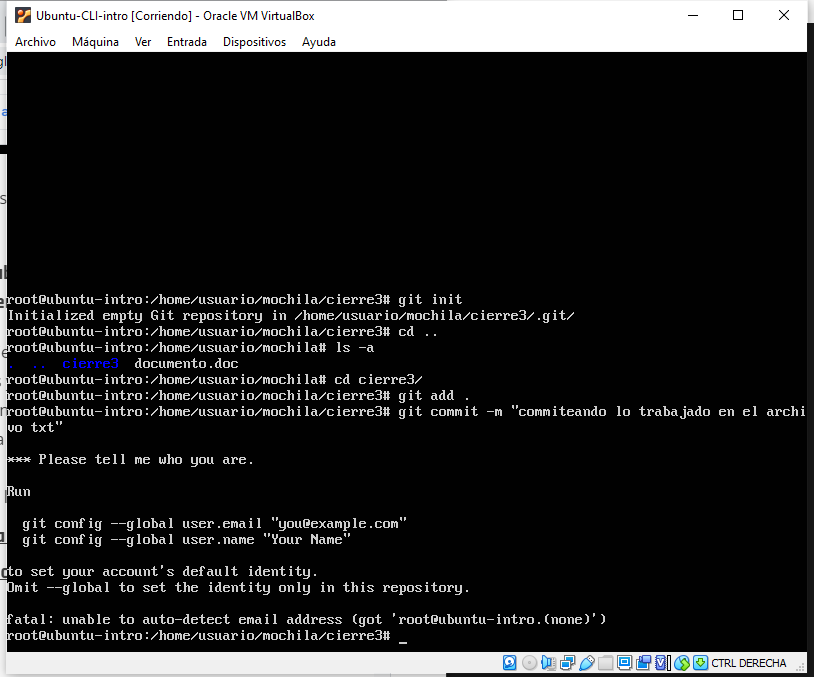 Ubuntu-CLI-intro [Corriendo] - Oracle VM VirtualBox
Archivo Máquina Ver Entrada Dispositivos Ayuda
root@ubuntu-intro:/home/usuario/mochila/cierre3# git init
Initialized empty Git repository in /home/usuario/mochila/cierre3/.git/
root@ubuntu-intro:/home/usuario/mochila/cierre3# cd ..
root@ubuntu-intro:/home/usuario/mochila# ls -a
. .. cierre3 documento.doc
root@ubuntu-intro:/home/usuario/mochila# cd cierre3/
root@ubuntu-intro:/home/usuario/mochila/cierre3# git add .
root@ubuntu-intro:/home/usuario/mochila/cierre3# git commit -m "commiteando lo trabajado en el archi
vo txt"
*** Please tell me who you are.
Run
git config --global user.email "you@example.com"
git config --global user.name "Your Name"
to set your account's default identity.
Omit --global to set the identity only in this repository.
fatal: unable to auto-detect email address (got 'root@ubuntu-intro.(none)')
root@ubuntu-intro:/home/usuario/mochila/cierre3# _
CTRL DERECHA